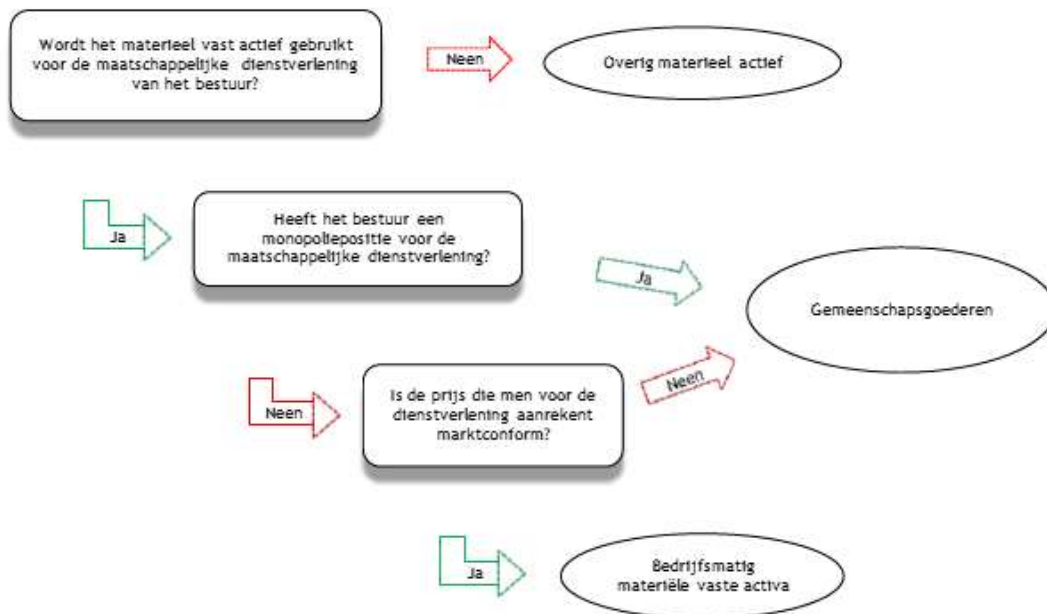 Wordt het materieel vast actief gebruikt
voor de maatschappelijke dienstverlening
van het bestuur?
Neen
Overig materieel actief
Ja
Heeft het bestuur een
monopoliepositie voor de
maatschappelijke dienstverlening?
Ja
Gemeenschapsgoederen
Neen
Is de prijs die men voor de
dienstverlening aanrekent
marktconform?
Neen
Ja
Bedrijfsmatig
materiële vaste activa